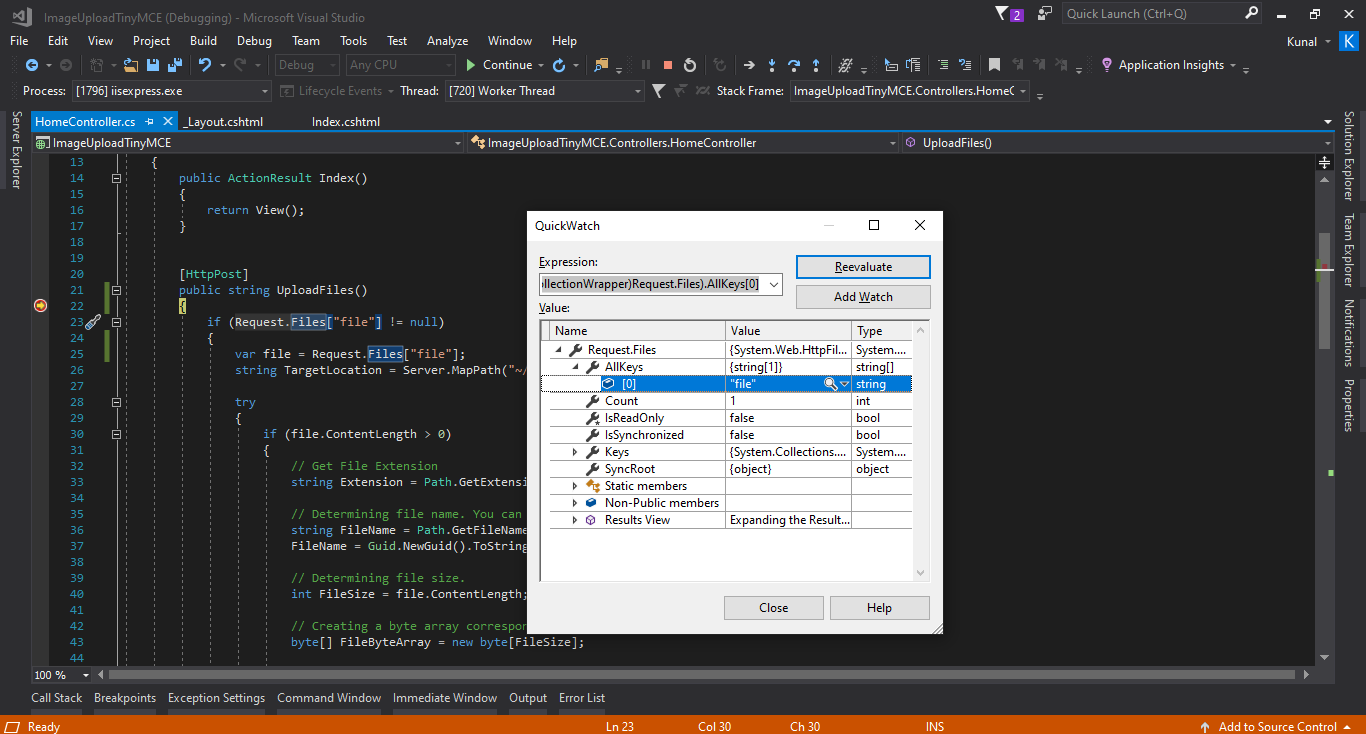 ImageUploadTinyMCE (Debugging) - Microsoft Visual Studio
2
Quick Launch (Ctrl+Q)
File Edit View Project Build Debug Team Tools Test Analyze Window Help
Kunal
K
Debug Any CPU Continue Application Insights
Process: [1796] iisexpress.exe Lifecycle Events Thread: [720] Worker Thread Stack Frame: ImageUploadTinyMCE.Controllers.HomeC
Server Explorer
HomeController.cs _Layout.cshtml Index.cshtml
ImageUploadTinyMCE ImageUploadTinyMCE.Controllers.HomeController UploadFiles()
13 {
14 public ActionResult Index()
15 {
16 return View();
17 }
18
19
20 [HttpPost]
21 public string UploadFiles()
22 {
23 if (Request.Files["file"] != null)
24 {
25 var file = Request.Files["file"];
26 string TargetLocation = Server.MapPath("~/
27
28 try
29 {
30 if (file.ContentLength > 0)
31 {
32 // Get File Extension
33 string Extension = Path.GetExtensi
34
35 // Determining file name. You can
36 string FileName = Path.GetFileName
37 FileName = Guid.NewGuid().ToString
38
39 // Determining file size.
40 int FileSize = file.ContentLength;
41
42 // Creating a byte array correspon
43 byte[] FileByteArray = new byte[FileSize];
44
QuickWatch
Expression:
Reevaluate
llectionWrapper)Request.Files).AllKeys[0]
Add Watch
Value:
Name Value Type
Request.Files {System.Web.HttpFil... System....
AllKeys {string[1]} string[]
[0] "file" string
Count 1 int
IsReadOnly false bool
IsSynchronized false bool
Keys {System.Collections.... System....
SyncRoot {object} object
Static members
Non-Public members
Results View Expanding the Result...
Close Help
Solution Explorer
Team Explorer
Notifications
Properties
100 %
Call Stack Breakpoints Exception Settings Command Window Immediate Window Output Error List
Ready Ln 23 Col 30 Ch 30 INS Add to Source Control